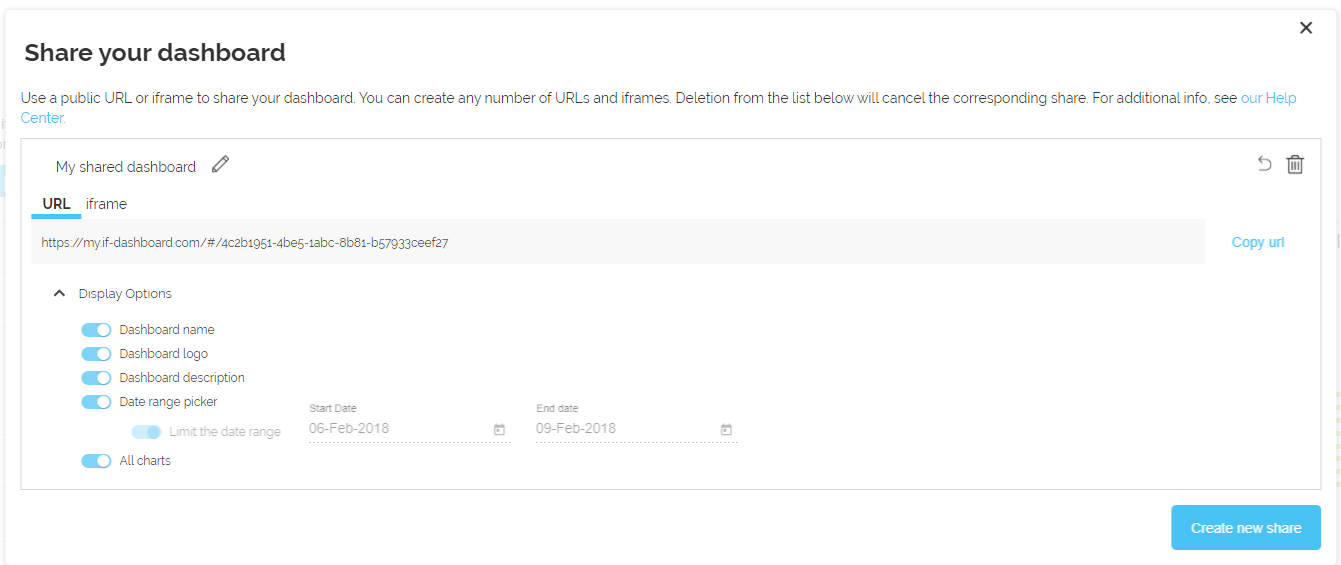 Share your dashboard
Use a public URL or iframe to share your dashboard. You can create any number of URLs and iframes. Deletion from the list below will cancel the corresponding share. For additional info, see our Help
Center.
My shared dashboard
URL iframe
https://my.if-dashboard.com/#/4c2b1951-4be5-1abc-8b81-b57933ceef27
Copy url
Display Options
Dashboard name
Dashboard logo
Dashboard description
Date range picker
Start Date End date
Limit the date range 06-Feb-2018 09-Feb-2018
All charts
Create new share